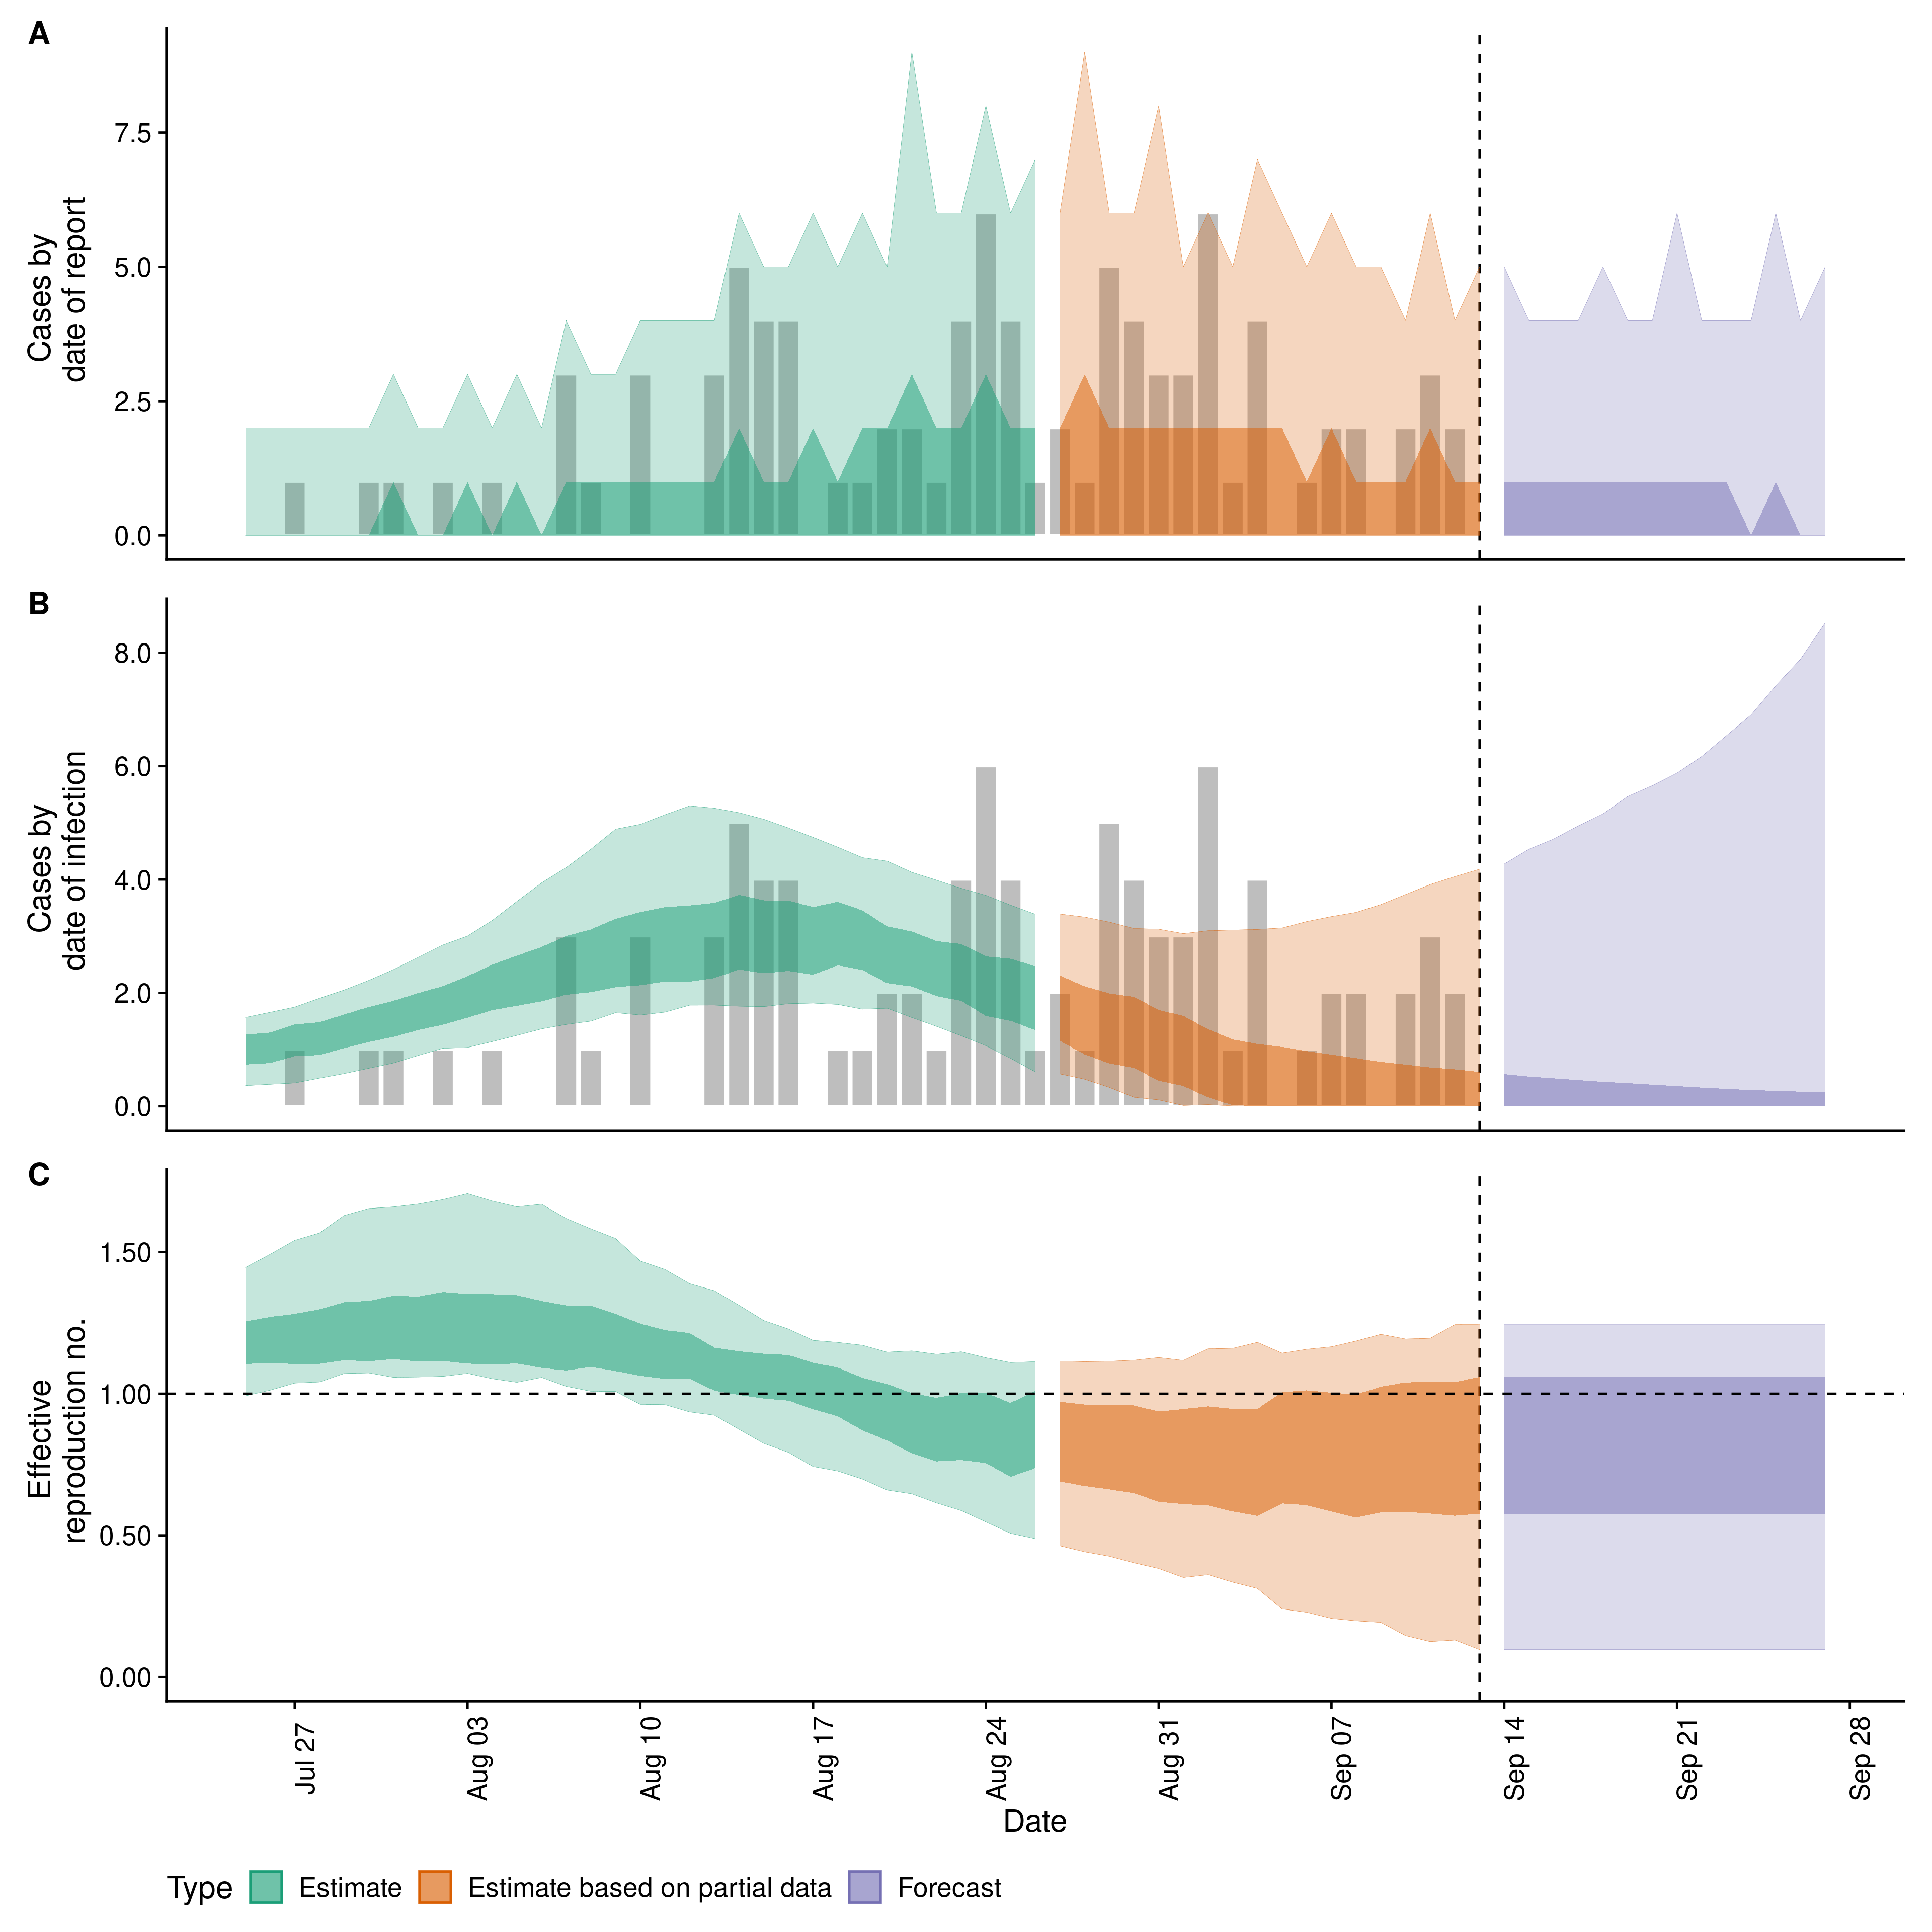 A
7.5
5.0
2.5
0.0
Cases by
date of report
B
8.0
6.0
4.0
2.0
0.0
Cases by
date of infection
C
1.50
1.00
0.50
0.00
Effective
reproduction no.
Jul 27
Aug 03
Aug 10
Aug 17
Aug 24
Aug 31
Sep 07
Sep 14
Sep 21
Sep 28
Date
Type Estimate Estimate based on partial data Forecast